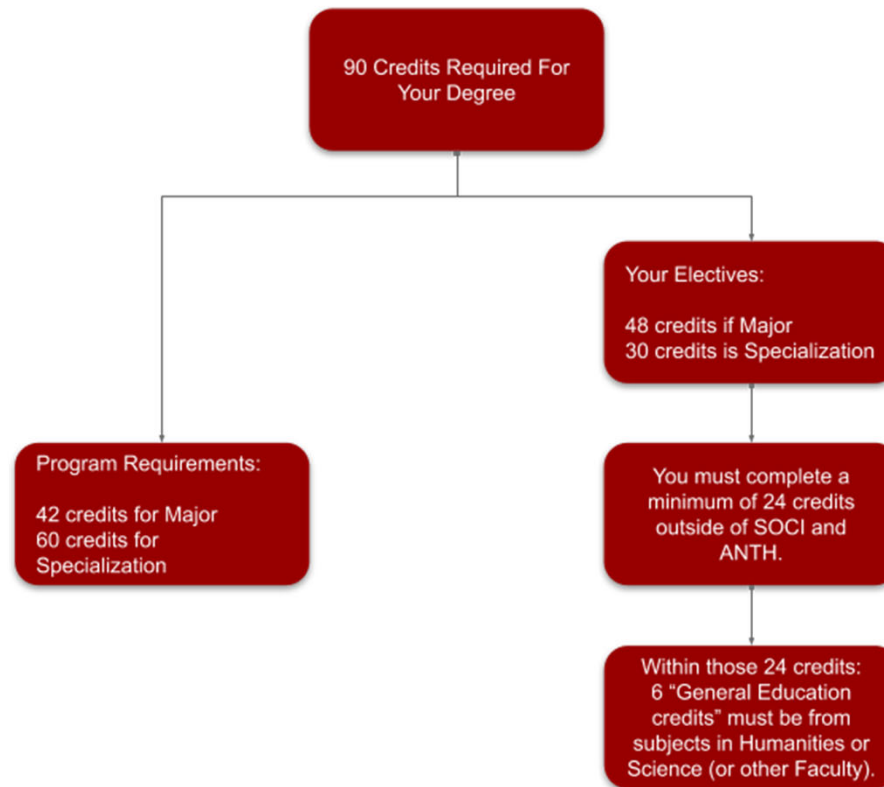 90 Credits Required For
Your Degree
Your Electives:
48 credits if Major
30 credits is Specialization
Program Requirements:
42 credits for Major
60 credits for
Specialization
You must complete a
minimum of 24 credits
outside of SOCI and
ANTH.
Within those 24 credits:
6 “General Education
credits” must be from
subjects in Humanities or
Science (or other Faculty).